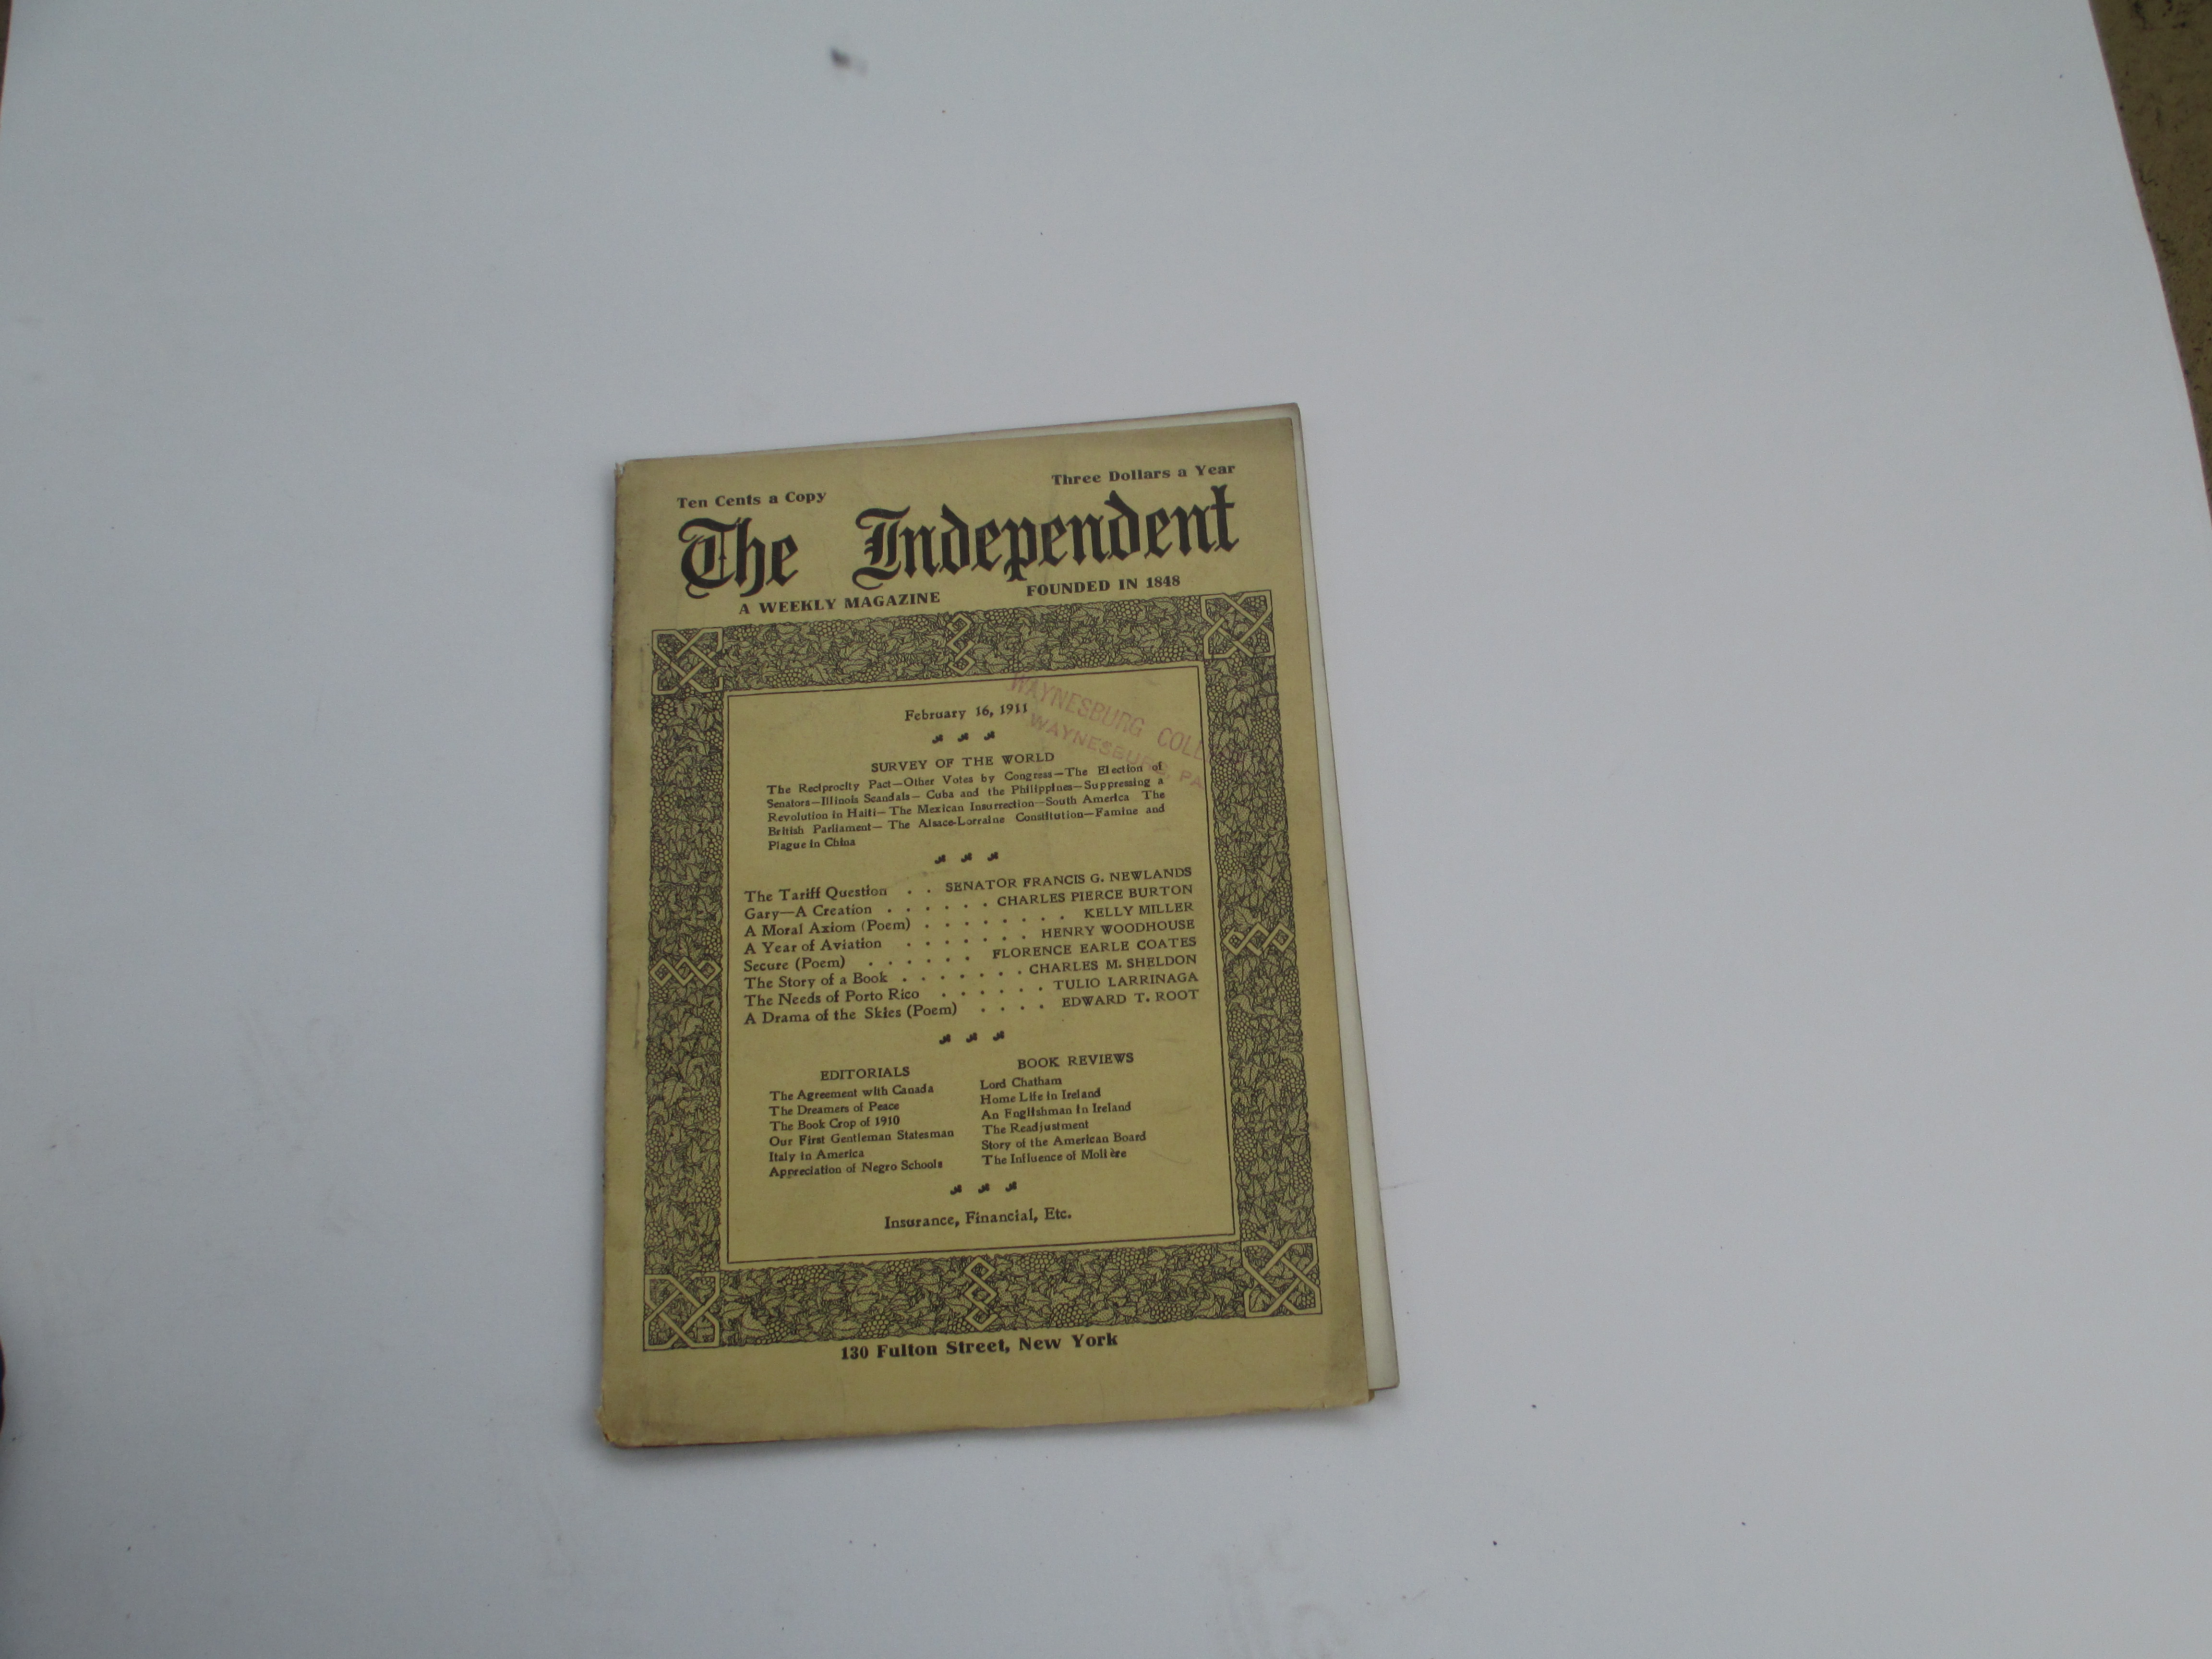 Ten Cents a Copy
Three Dollars a Year
The Independent
A WEEKLY MAGAZINE
FOUNDED IN 1848
February 16, 1911
WAYNESBURG COLL
WAYNESBURG, PA
SURVEY OF THE WORLD
The Reciprocity Pact—Other Votes by Congress—The Election of
Senators—Illinois Scandals— Cuba and the Philippines—Suppressing a
Revolution in Haiti—The Mexican Insurrection—South America The
British Parliament— The Alsace-Lorraine Constitution—Famine and
Plague in China
The Tariff Question . . SENATOR FRANCIS G. NEWLANDS
Gary—A Creation . . . . . . CHARLES PIERCE BURTON
A Moral Axiom (Poem) . . . . . . . . KELLY MILLER
A Year of Aviation . . . . . . . HENRY WOODHOUSE
Secure (Poem) . . . . . . FLORENCE EARLE COATES
The Story of a Book . . . . . . . CHARLES M. SHELDON
The Needs of Porto Rico . . . . . . TULIO LARRINAGA
A Drama of the Skies (Poem) . . . . EDWARD T. ROOT
EDITORIALS
The Agreement with Canada
The Dreamers of Peace
The Book Crop of 1910
Our First Gentleman Statesman
Italy in America
Appreciation of Negro Schools
BOOK REVIEWS
Lord Chatham
Home Life in Ireland
An Englishman in Ireland
The Readjustment
Story of the American Board
The Influence of Molière
Insurance, Financial, Etc.
130 Fulton Street, New York